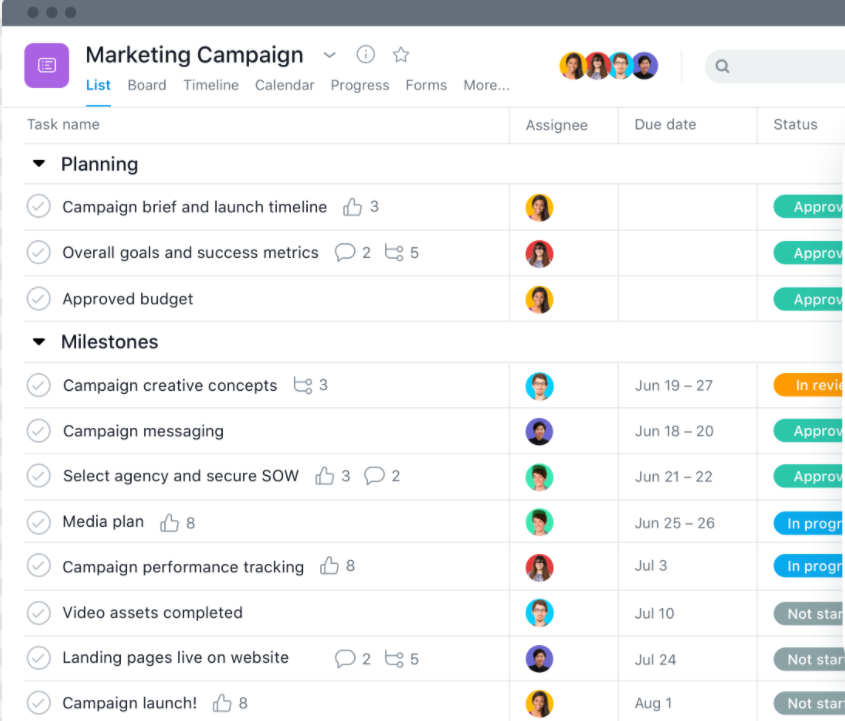 Marketing Campaign
List Board Timeline Calendar Progress Forms More...
Task name Assignee Due date Status
Planning
Campaign brief and launch timeline 3 Approv
Overall goals and success metrics 2 5 Approv
Approved budget Approv
Milestones
Campaign creative concepts 3 Jun 19 – 27 In revie
Campaign messaging Jun 18 – 20 Approv
Select agency and secure SOW 3 2 Jun 21 – 22 Approv
Media plan 8 Jun 25 – 26 In progr
Campaign performance tracking 8 Jul 3 In progr
Video assets completed Jul 10 Not star
Landing pages live on website 2 5 Jul 24 Not star
Campaign launch! 8 Aug 1 Not star